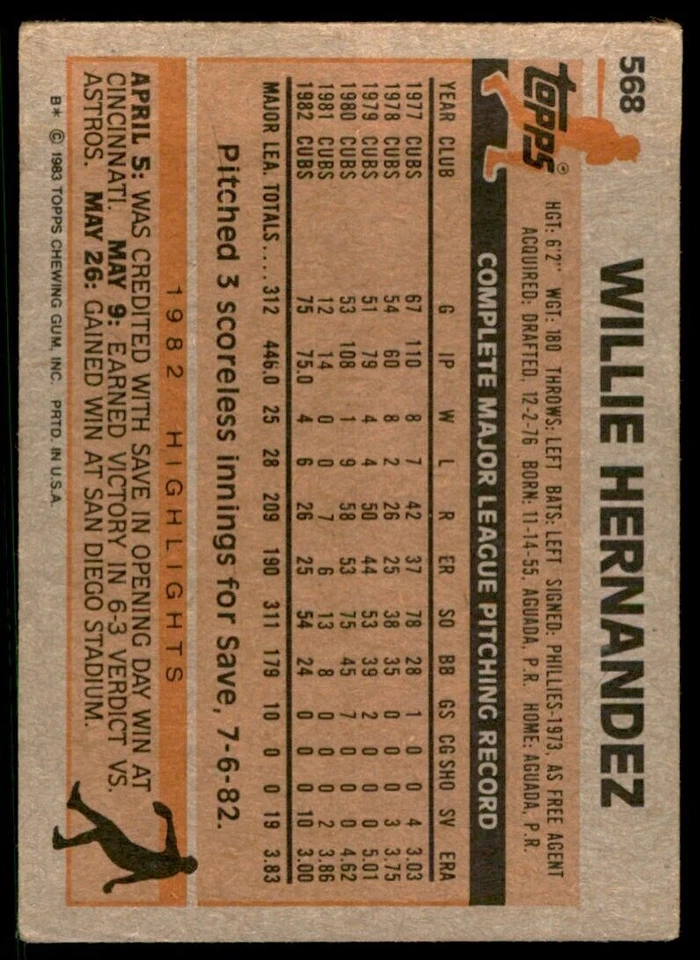 568
Topps®
WILLIE HERNANDEZ
HGT: 6'2" WGT: 180 THROWS: LEFT BATS: LEFT SIGNED: PHILLIES-1973, AS FREE AGENT
ACQUIRED: DRAFTED, 12-2-76 BORN: 11-14-55, AGUADA, P.R. HOME: AGUADA, P.R.
COMPLETE MAJOR LEAGUE PITCHING RECORD
YEAR CLUB G IP W L R ER SO BB GS CG SHO SV ERA
1977 CUBS 67 110 8 7 42 37 78 28 1 0 0 4 3.03
1978 CUBS 54 60 8 2 26 25 38 35 0 0 0 3 3.75
1979 CUBS 51 79 4 4 50 44 53 39 2 0 0 0 5.01
1980 CUBS 53 108 1 9 58 53 75 45 7 0 0 0 4.62
1981 CUBS 12 14 0 0 7 6 13 8 0 0 0 2 3.86
1982 CUBS 75 75.0 4 6 26 25 54 24 0 0 0 10 3.00
MAJOR LEA. TOTALS.... 312 446.0 25 28 209 190 311 179 10 0 0 19 3.83
Pitched 3 scoreless innings for Save, 7-6-82.
1982 HIGHLIGHTS
APRIL 5: WAS CREDITED WITH SAVE IN OPENING DAY WIN AT
CINCINNATI. MAY 9: EARNED VICTORY IN 6-3 VERDICT VS.
ASTROS. MAY 26: GAINED WIN AT SAN DIEGO STADIUM.
B* © 1983 TOPPS CHEWING GUM, INC. PRTD. IN U.S.A.